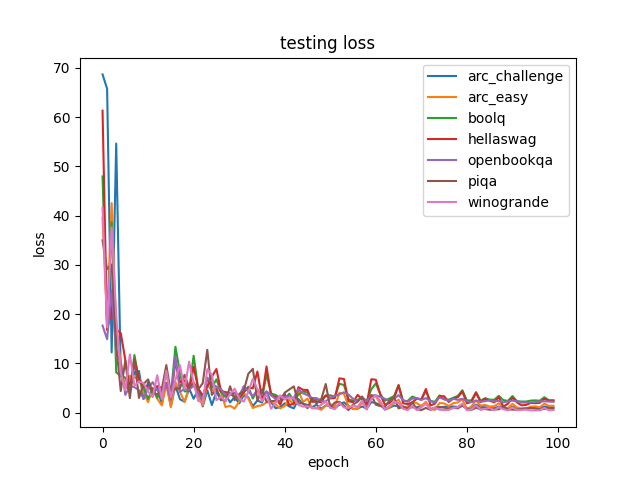 testing loss
70
60
50
40
30
20
10
0
loss
0
20
40
60
80
100
epoch
arc_challenge
arc_easy
boolq
hellaswag
openbookqa
piqa
winogrande